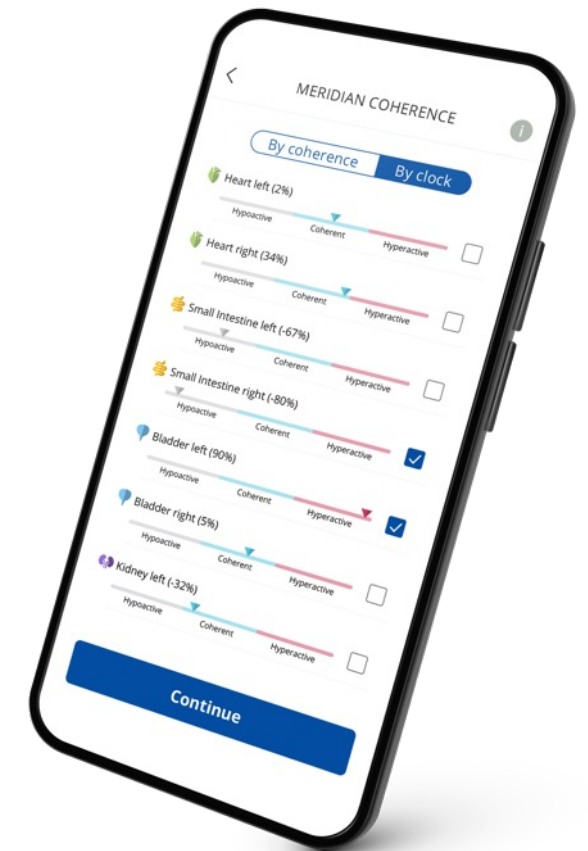 MERIDIAN COHERENCE
i
By coherence By clock
Heart left (2%)
Hypoactive Coherent Hyperactive
Heart right (34%)
Hypoactive Coherent Hyperactive
Small Intestine left (-67%)
Hypoactive Coherent Hyperactive
Small Intestine right (-80%)
Hypoactive Coherent Hyperactive
Bladder left (90%)
Hypoactive Coherent Hyperactive
Bladder right (5%)
Hypoactive Coherent Hyperactive
Kidney left (-32%)
Hypoactive Coherent Hyperactive
Continue